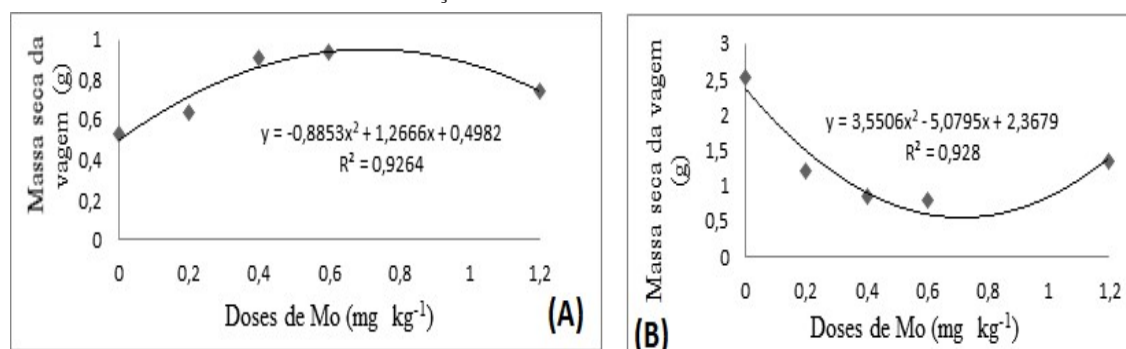 Massa seca da
vagem (g)
1
0,8
0,6
0,4
0,2
0
y = -0,8853x² + 1,2666x + 0,4982
R² = 0,9264
0 0,2 0,4 0,6 0,8 1 1,2
Doses de Mo (mg kg⁻¹)
(A)
Massa seca da vagem
(g)
3
2,5
2
1,5
1
0,5
0
y = 3,5506x² - 5,0795x + 2,3679
R² = 0,928
0 0,2 0,4 0,6 0,8 1 1,2
Doses de Mo (mg kg⁻¹)
(B)